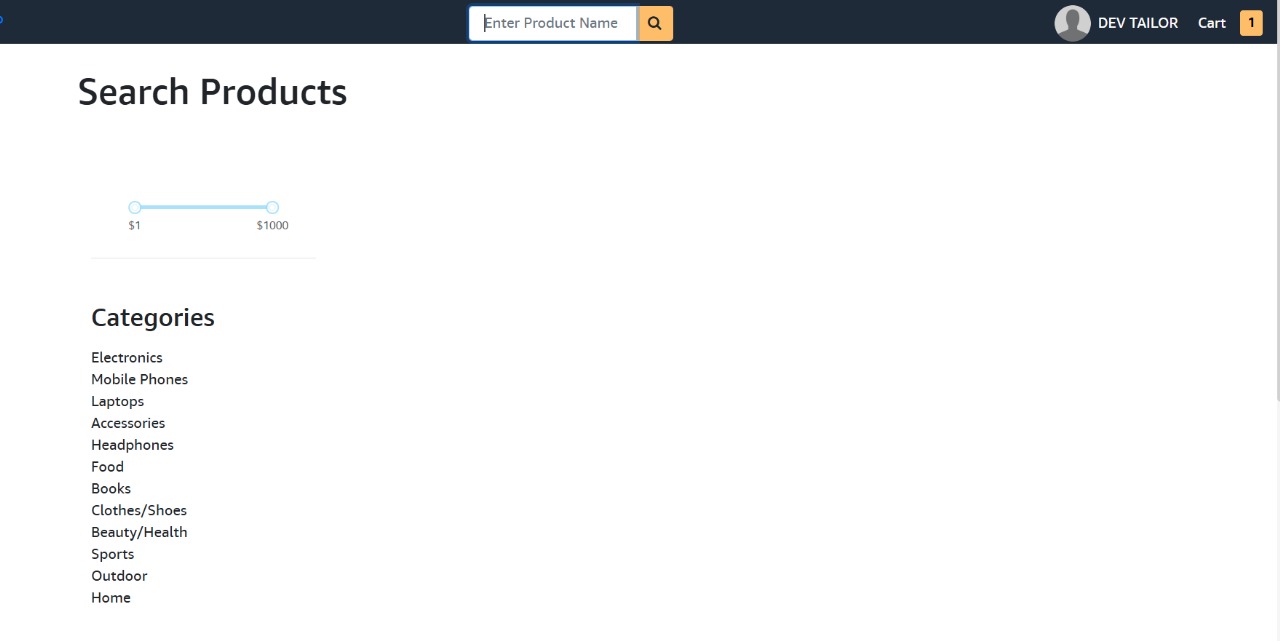 Enter Product Name
DEV TAILOR Cart 1
Search Products
$1 $1000
Categories
Electronics
Mobile Phones
Laptops
Accessories
Headphones
Food
Books
Clothes/Shoes
Beauty/Health
Sports
Outdoor
Home